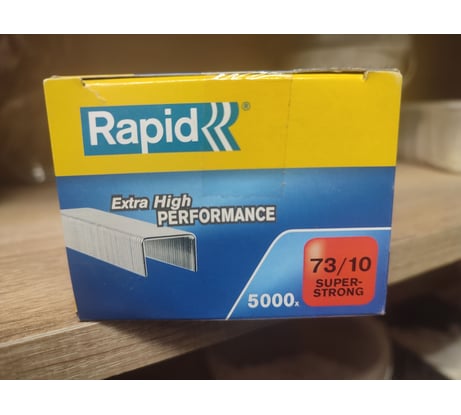 Rapid®
Extra High
PERFORMANCE
5000x
73/10
SUPER-
STRONG